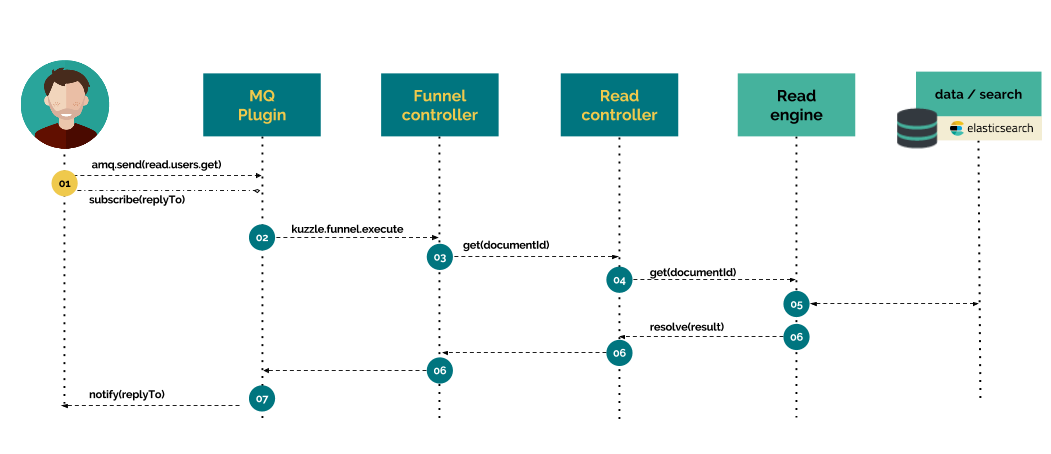 MQ
Plugin
Funnel
controller
Read
controller
Read
engine
data / search
elasticsearch
amq.send(read.users.get)
01
subscribe(replyTo)
02
kuzzle.funnel.execute
03
get(documentId)
04
get(documentId)
05
resolve(result)
06
06
06
07
notify(replyTo)